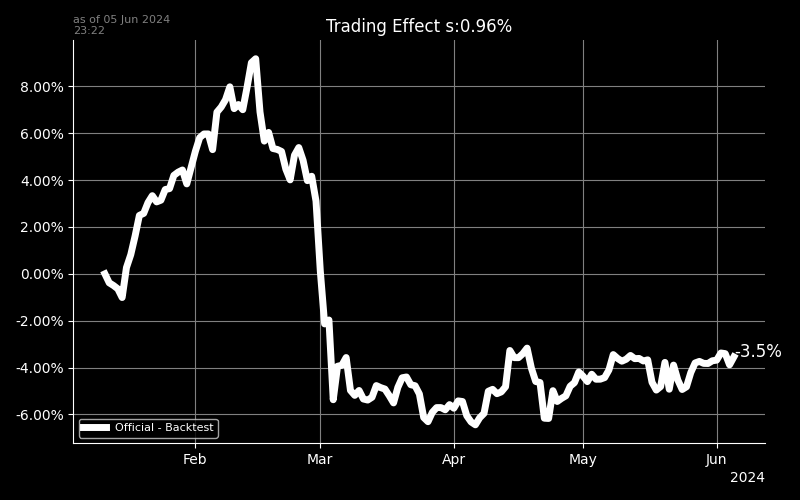 as of 05 Jun 2024
23:22
Trading Effect s:0.96%
8.00%
6.00%
4.00%
2.00%
0.00%
-2.00%
-4.00%
-6.00%
-3.5%
Official - Backtest
Feb Mar Apr May Jun
2024